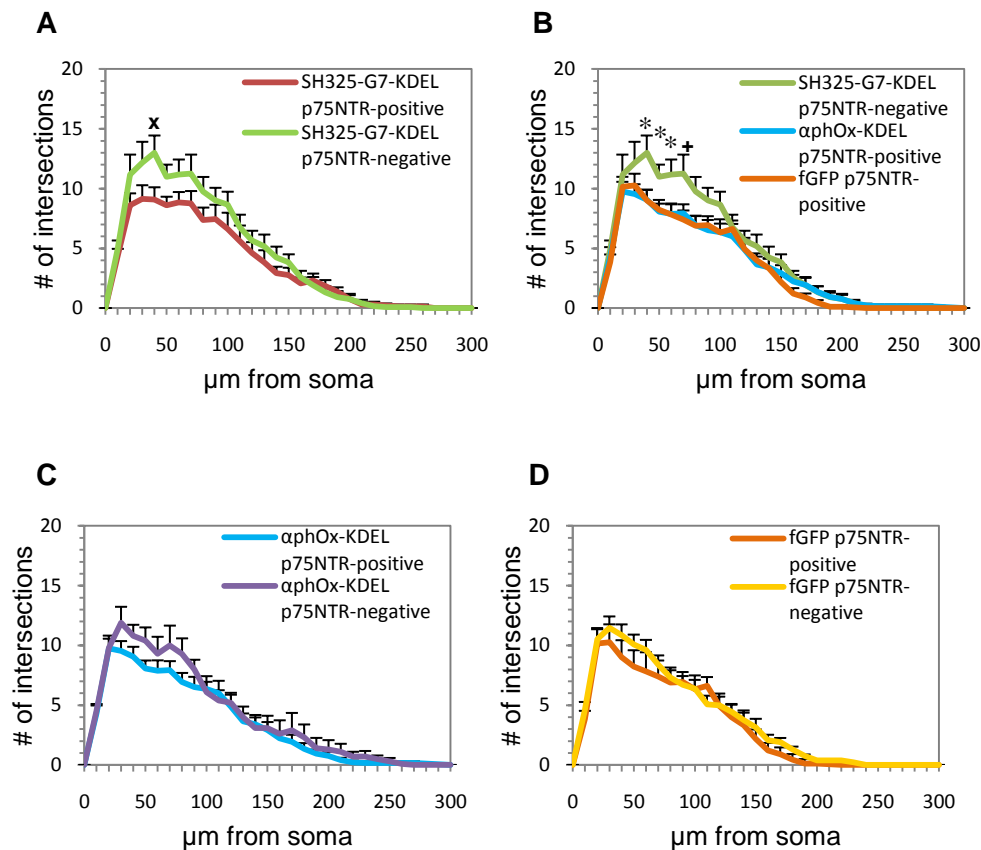 A
20
15
10
5
0
# of intersections
SH325-G7-KDEL
p75NTR-positive
SH325-G7-KDEL
p75NTR-negative
x
0 50 100 150 200 250 300
µm from soma
B
20
15
10
5
0
# of intersections
SH325-G7-KDEL
p75NTR-negative
αphOx-KDEL
p75NTR-positive
fGFP p75NTR-
positive
* * * +
0 50 100 150 200 250 300
µm from soma
C
20
15
10
5
0
# of intersections
αphOx-KDEL
p75NTR-positive
αphOx-KDEL
p75NTR-negative
0 50 100 150 200 250 300
µm from soma
D
20
15
10
5
0
# of intersections
fGFP p75NTR-
positive
fGFP p75NTR-
negative
0 50 100 150 200 250 300
µm from soma